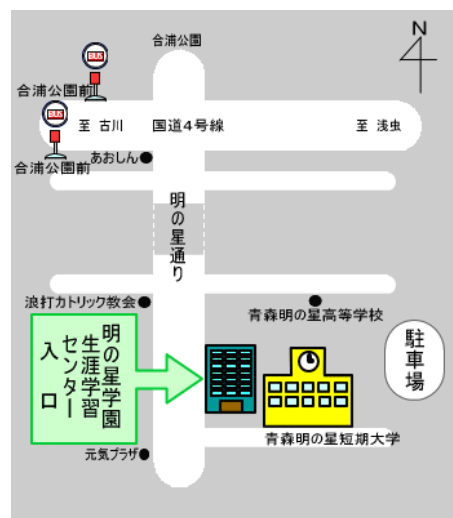 合浦公園
N
BUS
合浦公園前
BUS
合浦公園前
至 古川
国道4号線
至 浅虫
あおしん
明の星通り
浪打カトリック教会
青森明の星高等学校
駐車場
明の星学園
生涯学習
センター
入口
青森明の星短期大学
元気プラザ